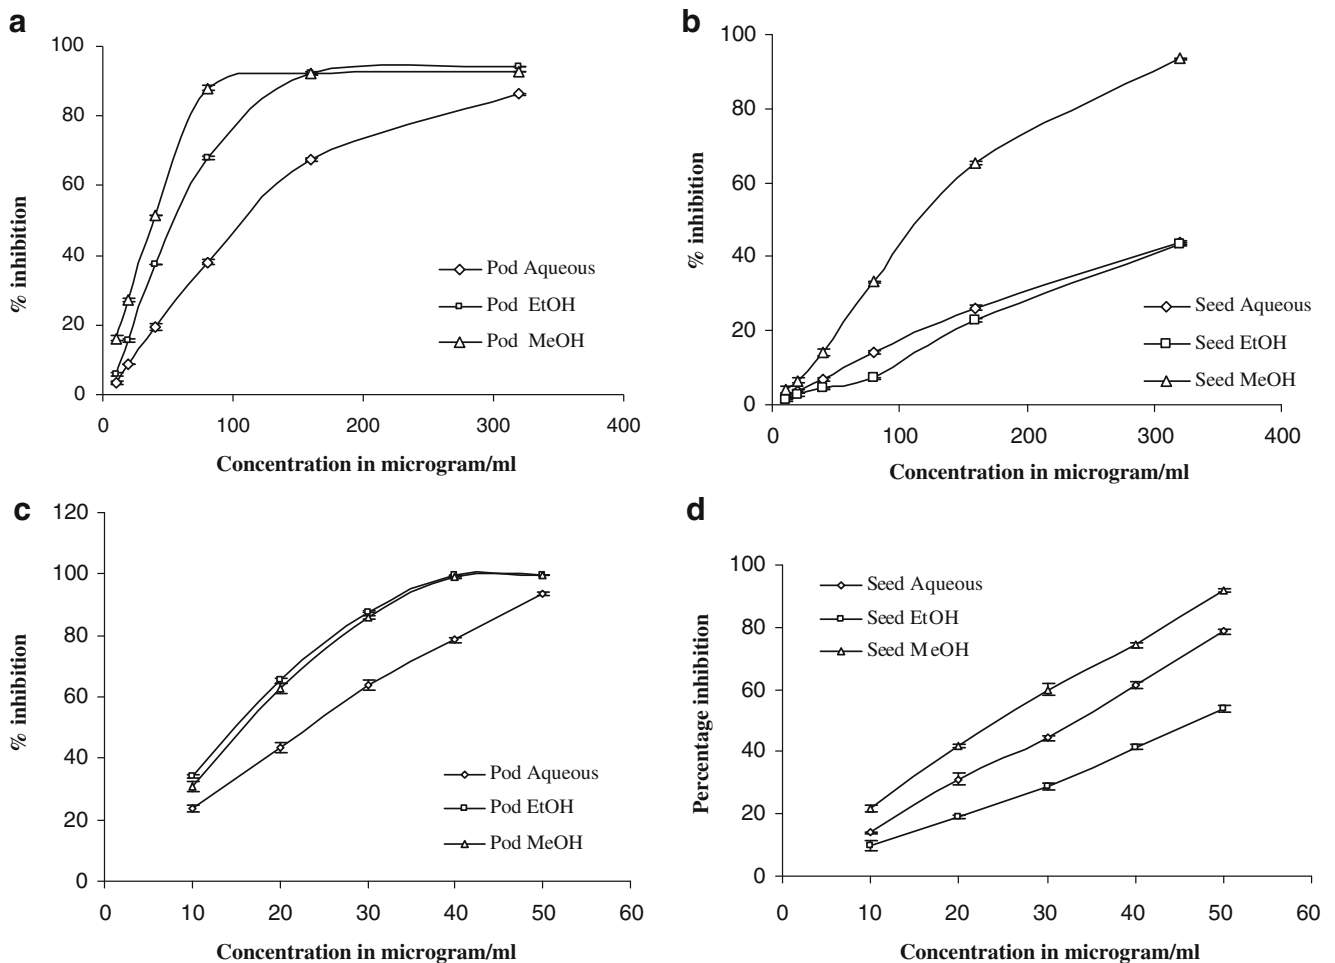 a
100
80
60
40
20
0
% inhibition
Pod Aqueous
Pod EtOH
Pod MeOH
0 100 200 300 400
Concentration in microgram/ml
b
100
80
60
40
20
0
% inhibition
Seed Aqueous
Seed EtOH
Seed MeOH
0 100 200 300 400
Concentration in microgram/ml
c
120
100
80
60
40
20
0
% inhibition
Pod Aqueous
Pod EtOH
Pod MeOH
0 10 20 30 40 50 60
Concentration in microgram/ml
d
100
80
60
40
20
0
Percentage inhibition
Seed Aqueous
Seed EtOH
Seed MeOH
0 10 20 30 40 50 60
Concentration in microgram/ml